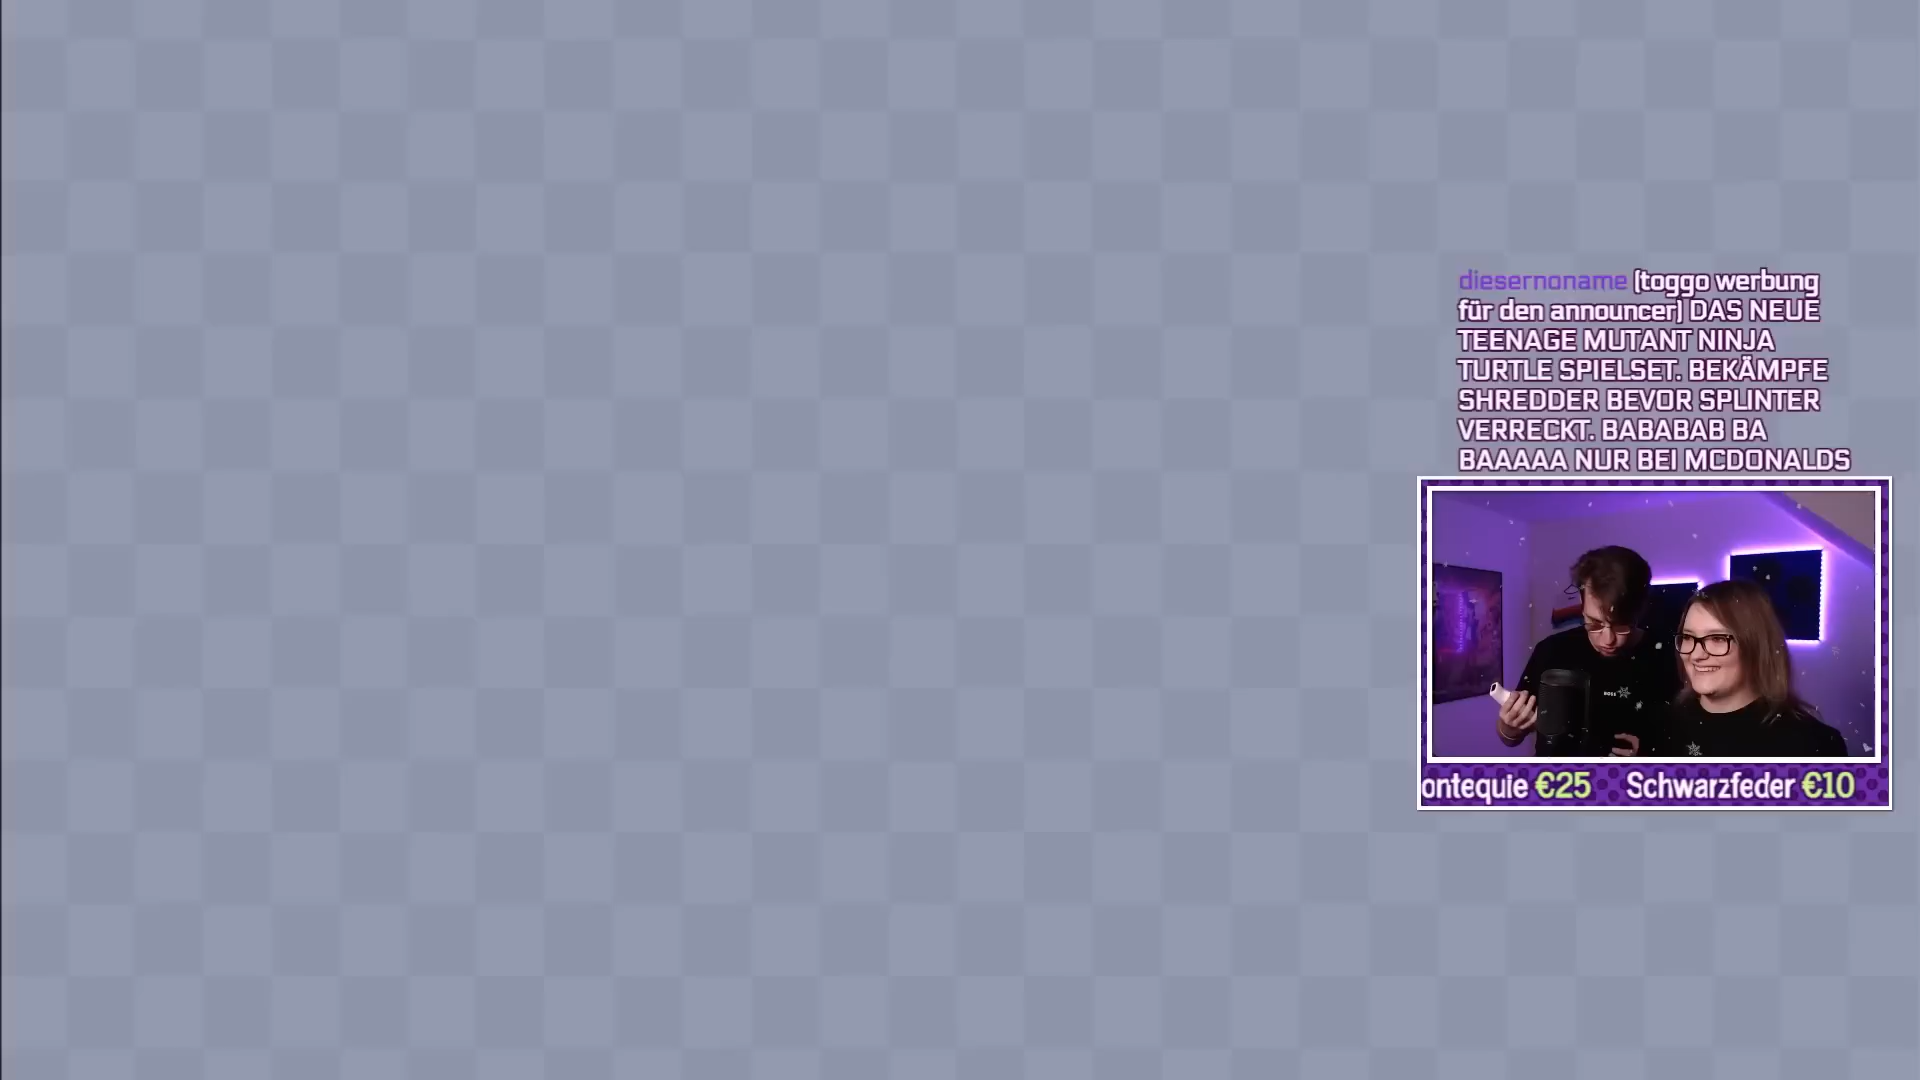 diesernoname (toggo werbung
für den announcer) DAS NEUE
TEENAGE MUTANT NINJA
TURTLE SPIELSET. BEKÄMPFE
SHREDDER BEVOR SPLINTER
VERRECKT. BABABAB BA
BAAAAA NUR BEI MCDONALDS
BOSS
ontequie €25 Schwarzfeder €10